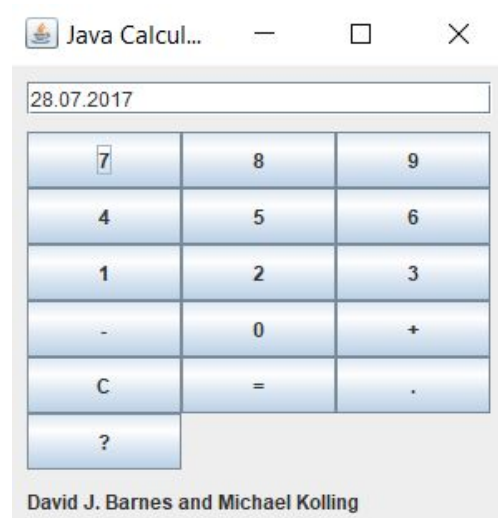 Java Calcul...
28.07.2017
7 8 9
4 5 6
1 2 3
- 0 +
C = .
?
David J. Barnes and Michael Kolling